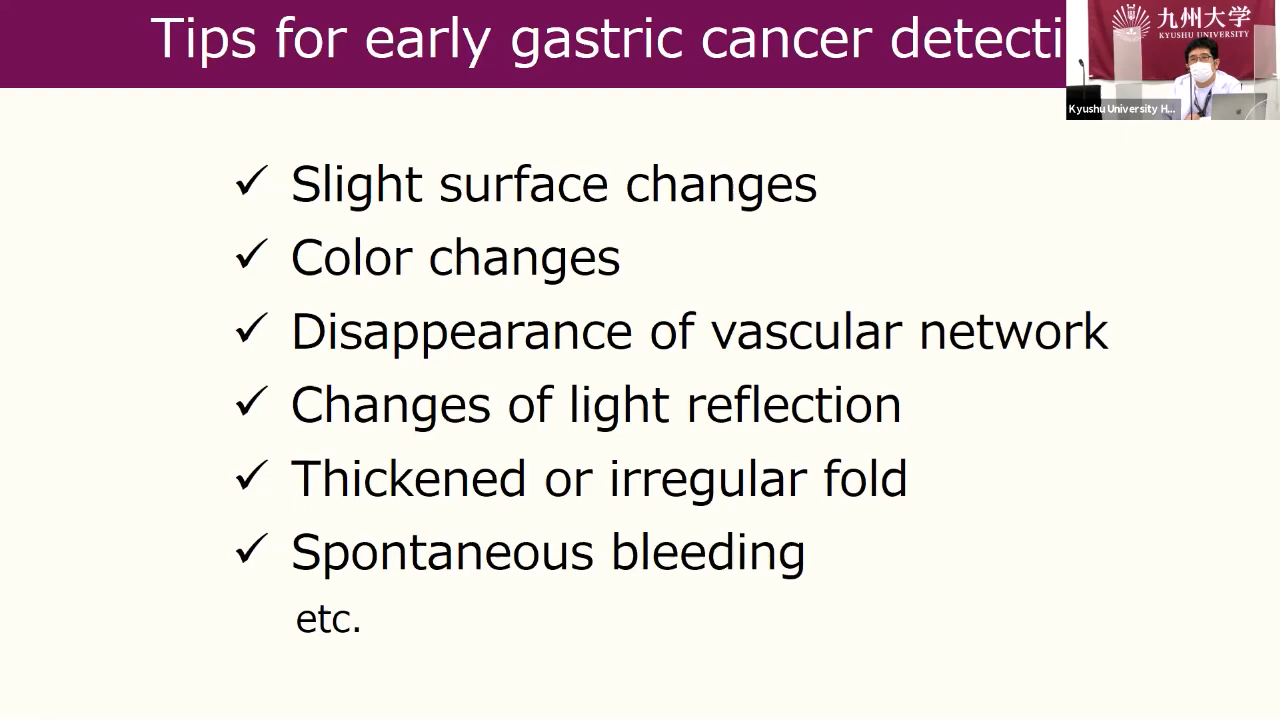 Tips for early gastric cancer detecti
九州大学
KYUSHU UNIVERSITY
Kyushu University H...
✓ Slight surface changes
✓ Color changes
✓ Disappearance of vascular network
✓ Changes of light reflection
✓ Thickened or irregular fold
✓ Spontaneous bleeding
etc.